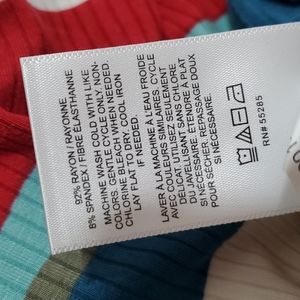 92% RAYON / RAYONNE
8% SPANDEX / FIBRE ÉLASTHANNE
MACHINE WASH COLD WITH LIKE
COLORS. GENTLE CYCLE. ONLY NON-
CHLORINE BLEACH WHEN NEEDED.
LAY FLAT TO DRY. COOL IRON
IF NEEDED.
LAVER À LA MACHINE À L'EAU FROIDE
AVEC COULEURS SIMILAIRES. CYCLE
DÉLICAT. UTILISEZ SEULEMENT
DU JAVELLISANT SANS CHLORE
SI NÉCESSAIRE. ÉTENDRE À PLAT
POUR SÉCHER. REPASSAGE DOUX
SI NÉCESSAIRE.
RN# 55285